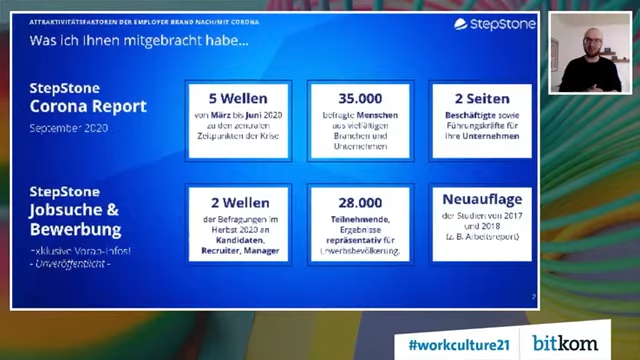 ATTRAKTIVITÄTSFAKTOREN DER EMPLOYER BRAND NACH/MIT CORONA
StepStone
Was ich Ihnen mitgebracht habe...
StepStone
Corona Report
September 2020
5 Wellen
von März bis Juni 2020
zu den zentralen
Zeitpunkten der Krise
35.000
befragte Menschen
aus vielfältigen
Branchen und
Unternehmen
2 Seiten
Beschäftigte sowie
Führungskräfte für
ihre Unternehmen
StepStone
Jobsuche &
Bewerbung
Exklusive Vorab-Infos!
- Unveröffentlicht -
2 Wellen
der Befragungen im
Herbst 2020 an
Kandidaten,
Recruiter, Manager
28.000
Teilnehmende,
Ergebnisse
repräsentativ für
Erwerbsbevölkerung.
Neuauflage
der Studien von 2017
und 2018
(z. B. Arbeitsreport)
2
#workculture21
bitkom